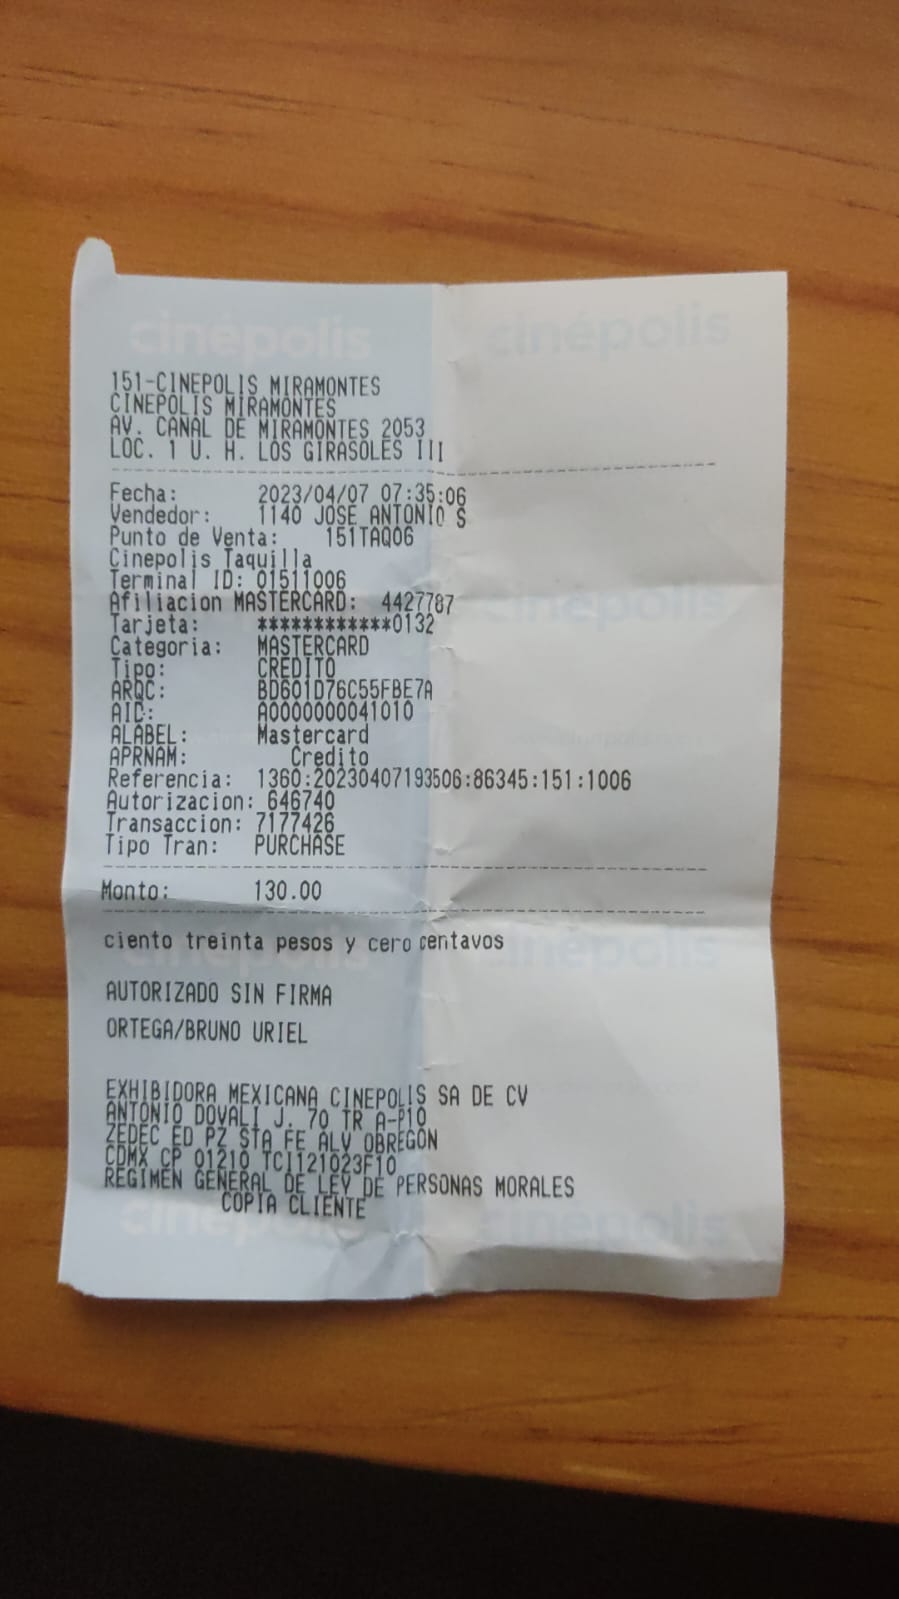 cinépolis cinépolis
151-CINEPOLIS MIRAMONTES
CINEPOLIS MIRAMONTES
AV. CANAL DE MIRAMONTES 2053
LOC. 1 U. H. LOS GIRASOLES III
Fecha: 2023/04/07 07:35:06
Vendedor: 1140 JOSE ANTONIO S
Punto de Venta: 151TAQ06
Cinepolis Taquilla
Terminal ID: 01511006
Afiliacion MASTERCARD: 4427787
Tarjeta: ************0132
Categoria: MASTERCARD
Tipo: CREDITO
ARQC: BD601D76C55FBE7A
AID: A0000000041010
ALABEL: Mastercard
APRNAM: Credito
Referencia: 1360:20230407193506:86345:151:1006
Autorizacion: 646740
Transaccion: 7177426
Tipo Tran: PURCHASE
Monto: 130.00
ciento treinta pesos y cero centavos
cinépolis cinépolis
AUTORIZADO SIN FIRMA
ORTEGA/BRUNO URIEL
EXHIBIDORA MEXICANA CINEPOLIS SA DE CV
ANTONIO DOVALI J. 70 TR A-P10
ZEDEC ED PZ STA FE ALV OBREGON
CDMX CP 01210 TCI121023F10
REGIMEN GENERAL DE LEY DE PERSONAS MORALES
COPIA CLIENTE
cinépolis cinépolis